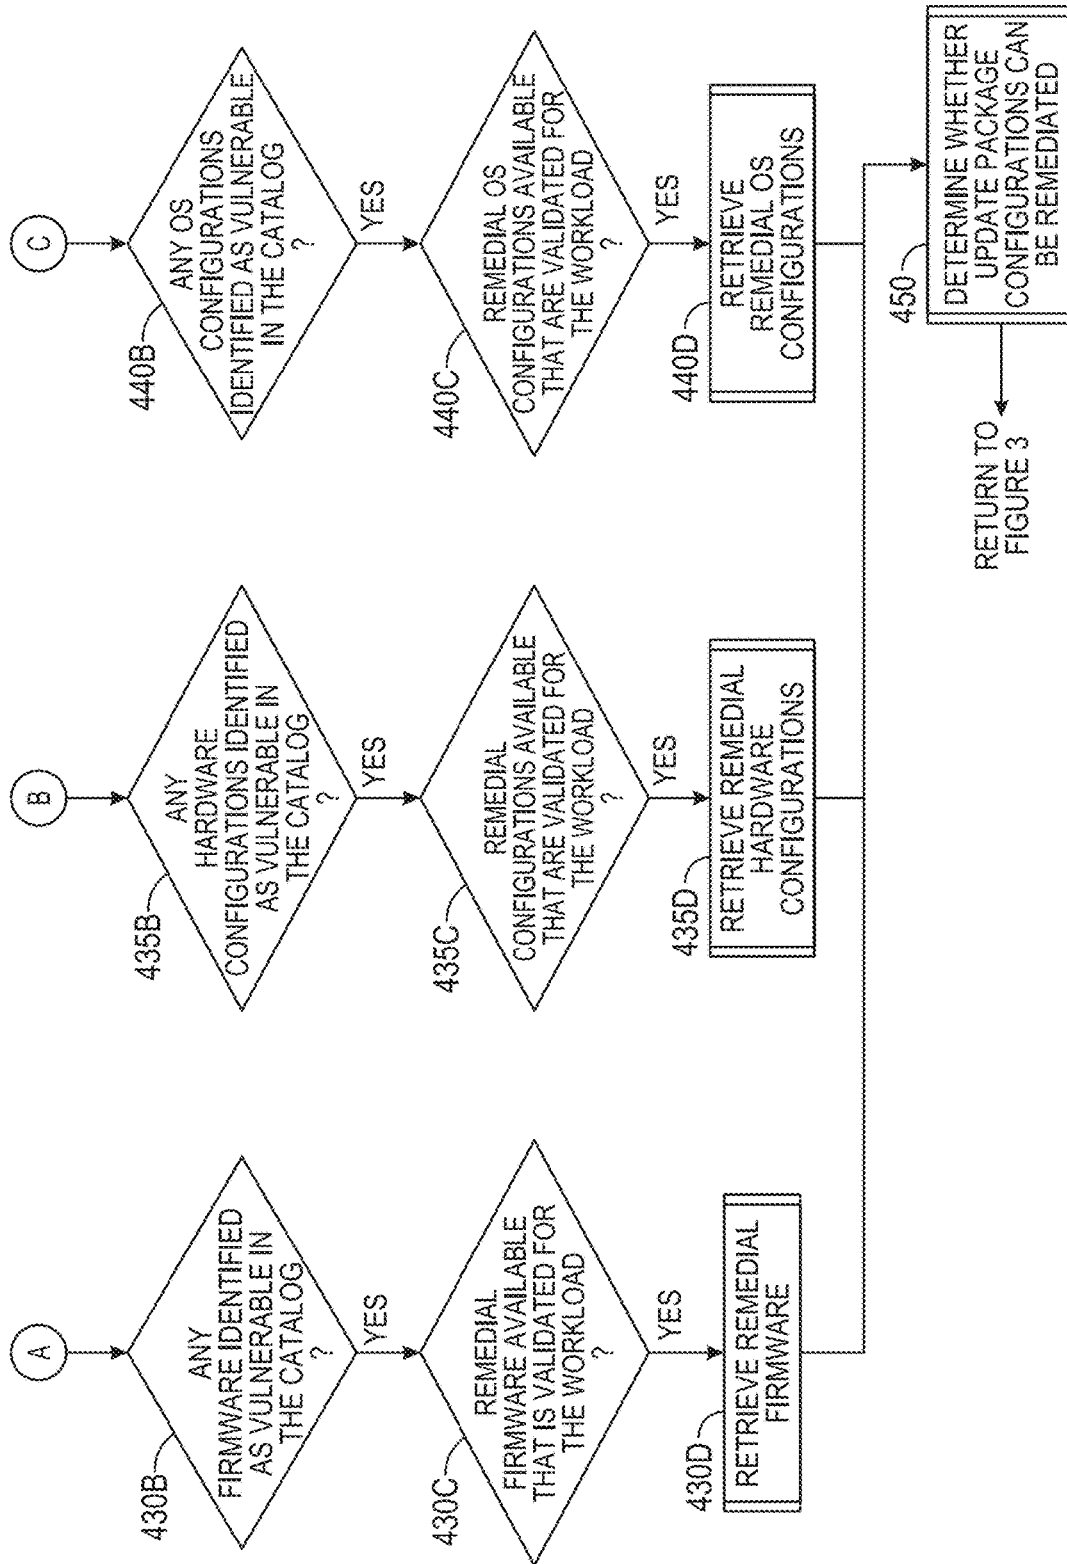 A
430B
ANY
FIRMWARE IDENTIFIED
AS VULNERABLE IN
THE CATALOG
?
YES
430C
REMEDIAL
FIRMWARE AVAILABLE
THAT IS VALIDATED FOR
THE WORKLOAD
?
YES
430D
RETRIEVE REMEDIAL
FIRMWARE
B
435B
ANY
HARDWARE
CONFIGURATIONS IDENTIFIED
AS VULNERABLE IN
THE CATALOG
?
YES
435C
REMEDIAL
CONFIGURATIONS AVAILABLE
THAT ARE VALIDATED FOR
THE WORKLOAD
?
YES
435D
RETRIEVE REMEDIAL
HARDWARE
CONFIGURATIONS
C
440B
ANY OS
CONFIGURATIONS
IDENTIFIED AS VULNERABLE
IN THE CATALOG
?
YES
440C
REMEDIAL OS
CONFIGURATIONS AVAILABLE
THAT ARE VALIDATED FOR
THE WORKLOAD
?
YES
440D
RETRIEVE
REMEDIAL OS
CONFIGURATIONS
450
DETERMINE WHETHER
UPDATE PACKAGE
CONFIGURATIONS CAN
BE REMEDIATED
RETURN TO
FIGURE 3